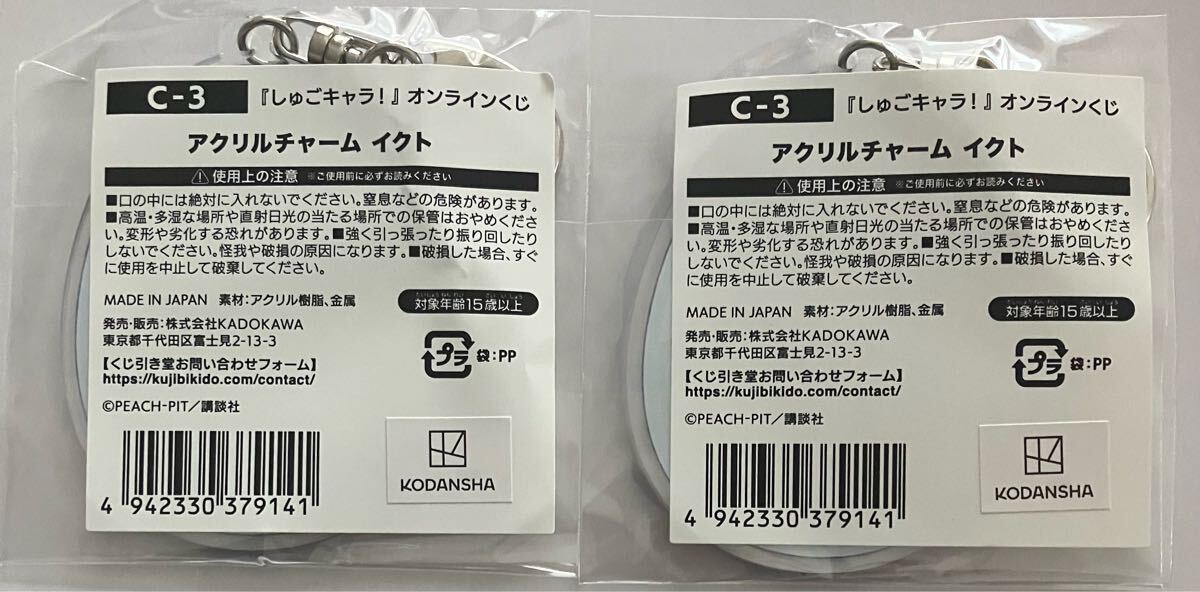 C-3 『しゅごキャラ!』オンラインくじ
アクリルチャーム イクト
⚠使用上の注意 ※ご使用前に必ずお読みください
■口の中には絶対に入れないでください。窒息などの危険があります。
■高温・多湿な場所や直射日光の当たる場所での保管はおやめくださ
い。変形や劣化する恐れがあります。■強く引っ張ったり振り回したり
しないでください。怪我や破損の原因になります。■破損した場合、すぐ
に使用を中止して破棄してください。
MADE IN JAPAN 素材:アクリル樹脂、金属
対象年齢15歳以上
発売・販売:株式会社KADOKAWA
東京都千代田区富士見2-13-3
【くじ引き堂お問い合わせフォーム】
https://kujibikido.com/contact/
プラ 袋:PP
©PEACH-PIT/講談社
KODANSHA
4 942330 379141
C-3 『しゅごキャラ!』オンラインくじ
アクリルチャーム イクト
⚠使用上の注意 ※ご使用前に必ずお読みください
■口の中には絶対に入れないでください。窒息などの危険があります。
■高温・多湿な場所や直射日光の当たる場所での保管はおやめくださ
い。変形や劣化する恐れがあります。■強く引っ張ったり振り回したり
しないでください。怪我や破損の原因になります。■破損した場合、すぐ
に使用を中止して破棄してください。
MADE IN JAPAN 素材:アクリル樹脂、金属
対象年齢15歳以上
発売・販売:株式会社KADOKAWA
東京都千代田区富士見2-13-3
【くじ引き堂お問い合わせフォーム】
https://kujibikido.com/contact/
プラ 袋:PP
©PEACH-PIT/講談社
KODANSHA
4 942330 379141